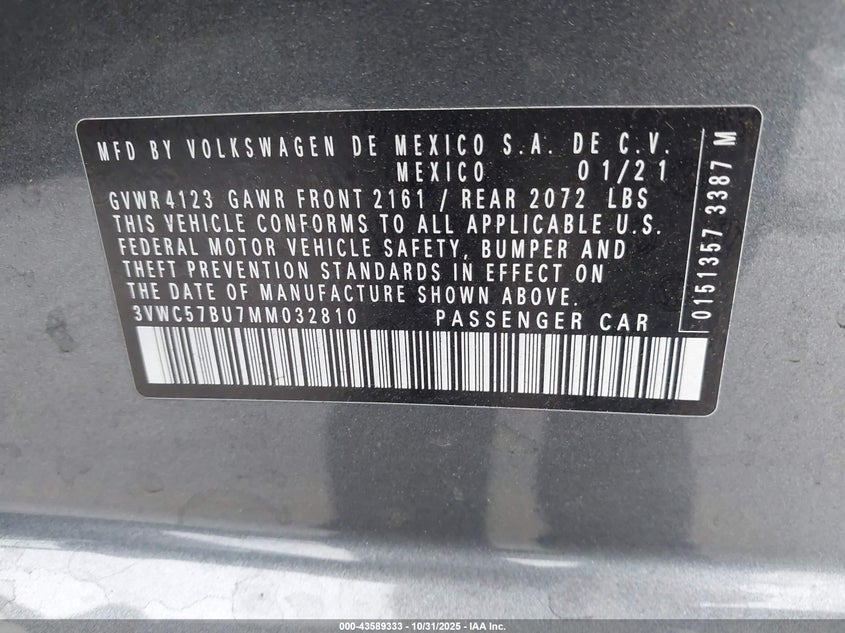 MFD BY VOLKSWAGEN DE MEXICO S.A. DE C.V.
MEXICO 01/21
GVWR 4123 GAWR FRONT 2161 / REAR 2072 LBS
THIS VEHICLE CONFORMS TO ALL APPLICABLE U.S.
FEDERAL MOTOR VEHICLE SAFETY, BUMPER AND
THEFT PREVENTION STANDARDS IN EFFECT ON
THE DATE OF MANUFACTURE SHOWN ABOVE.
3VWC57BU7MM032810 PASSENGER CAR
0151357 3387 M
000-43589333 - 10/31/2025 - IAA Inc.